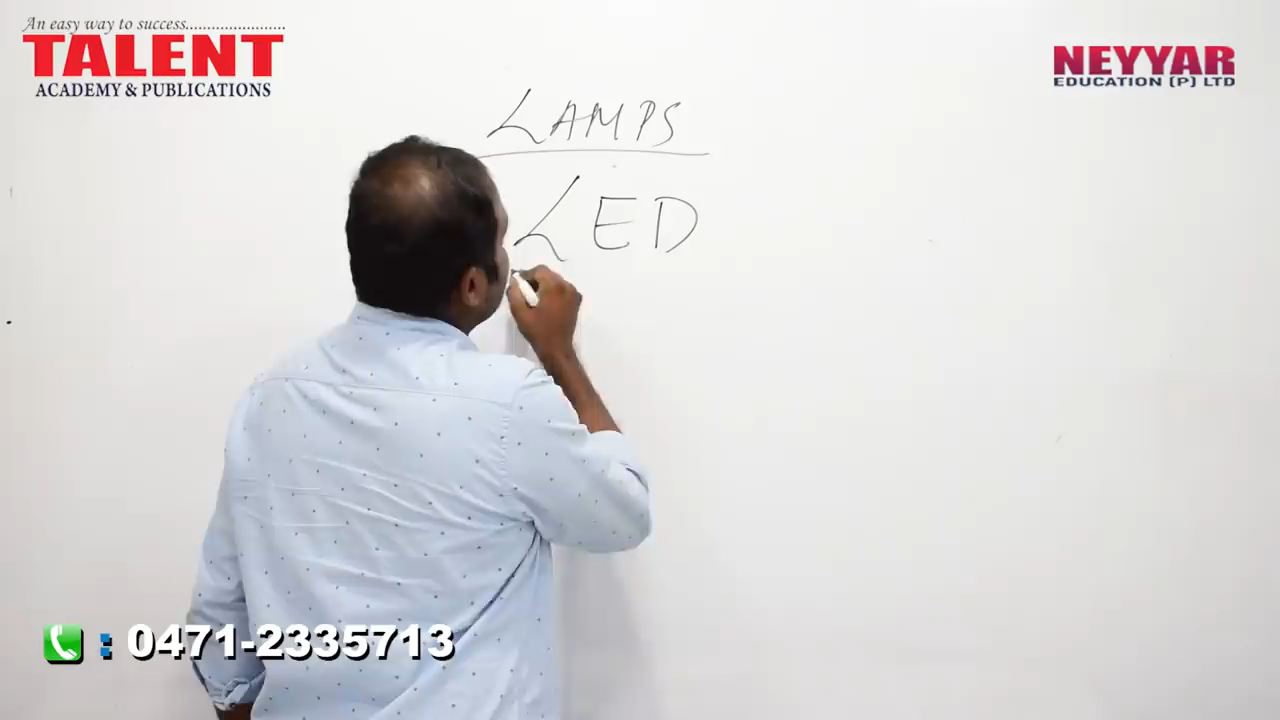 An easy way to success.......................
TALENT
ACADEMY & PUBLICATIONS
NEYYAR
EDUCATION (P) LTD
LAMPS
LED
: 0471-2335713